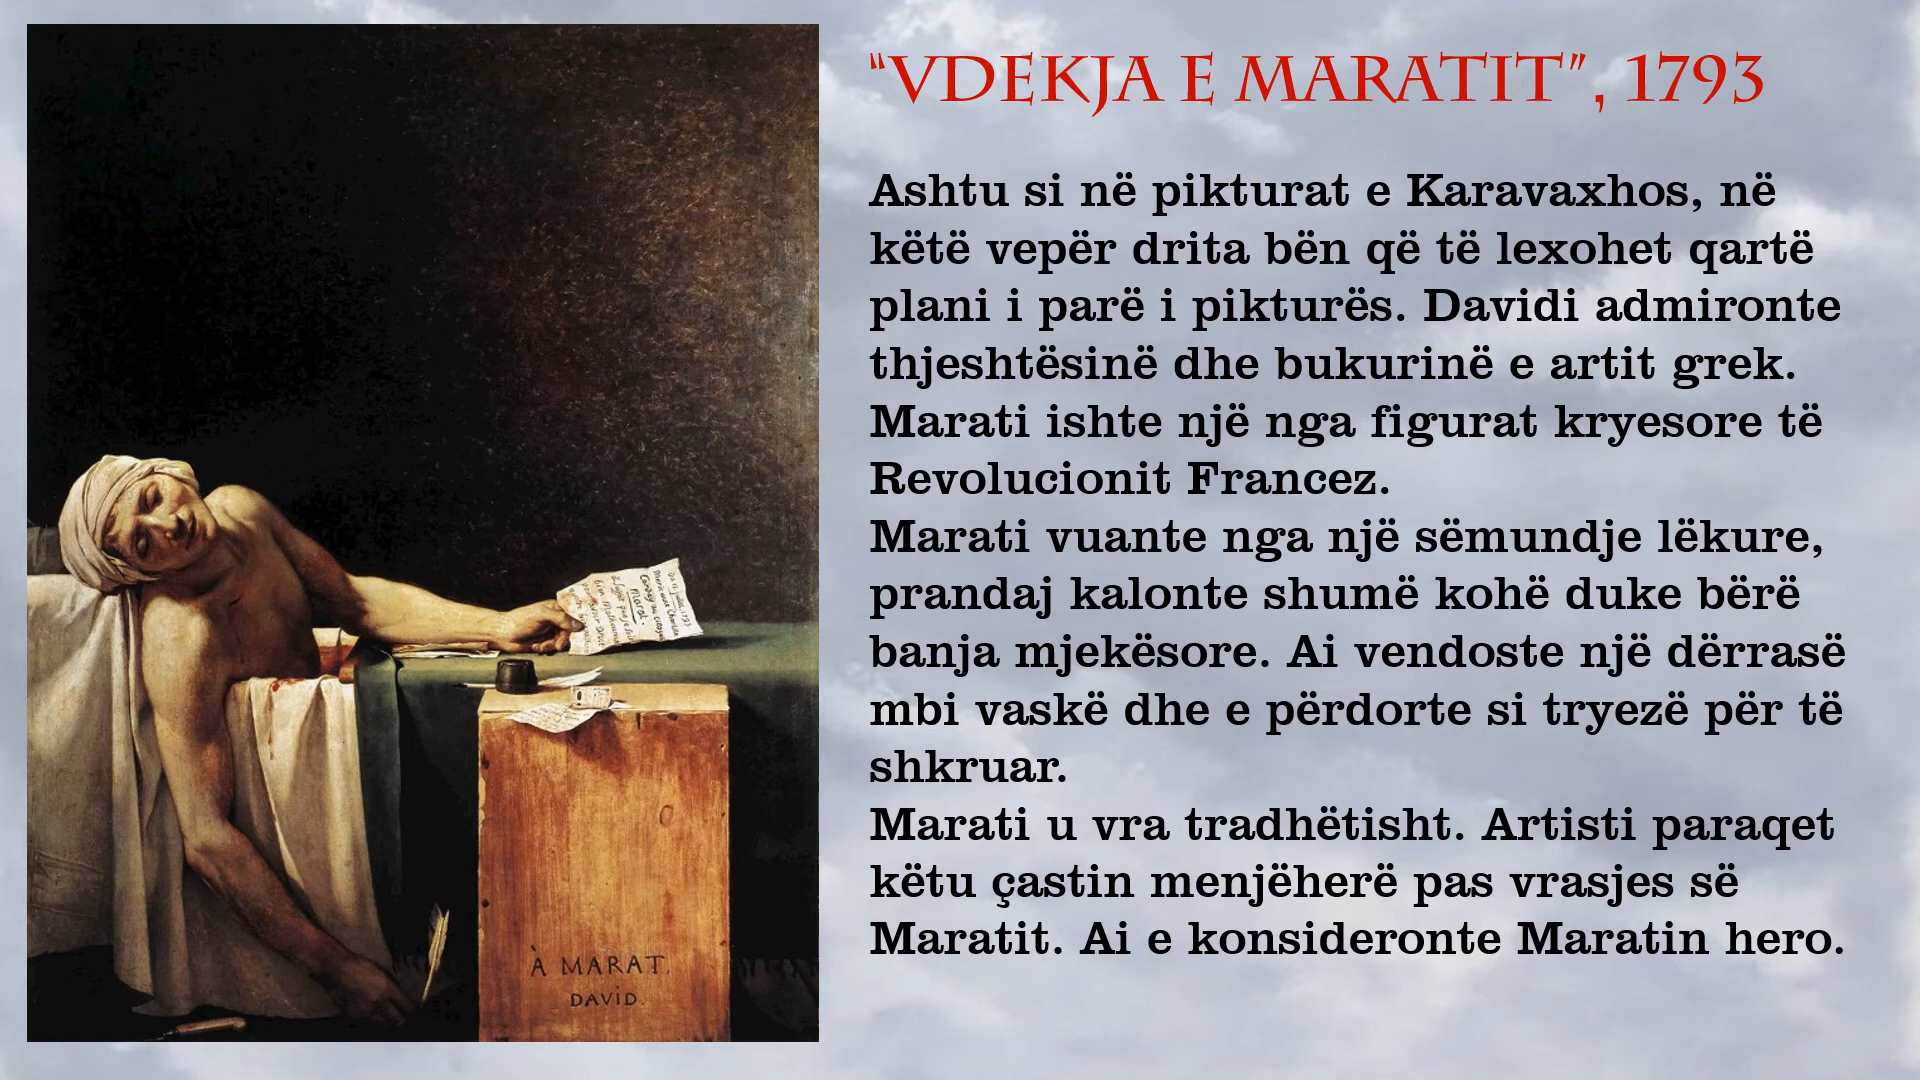 “VDEKJA E MARATIT”, 1793
Ashtu si në pikturat e Karavaxhos, në
këtë vepër drita bën që të lexohet qartë
plani i parë i pikturës. Davidi admironte
thjeshtësinë dhe bukurinë e artit grek.
Marati ishte një nga figurat kryesore të
Revolucionit Francez.
Marati vuante nga një sëmundje lëkure,
prandaj kalonte shumë kohë duke bërë
banja mjekësore. Ai vendoste një dërrasë
mbi vaskë dhe e përdorte si tryezë për të
shkruar.
Marati u vra tradhëtisht. Artisti paraqet
këtu çastin menjëherë pas vrasjes së
Maratit. Ai e konsideronte Maratin hero.
À MARAT.
DAVID.